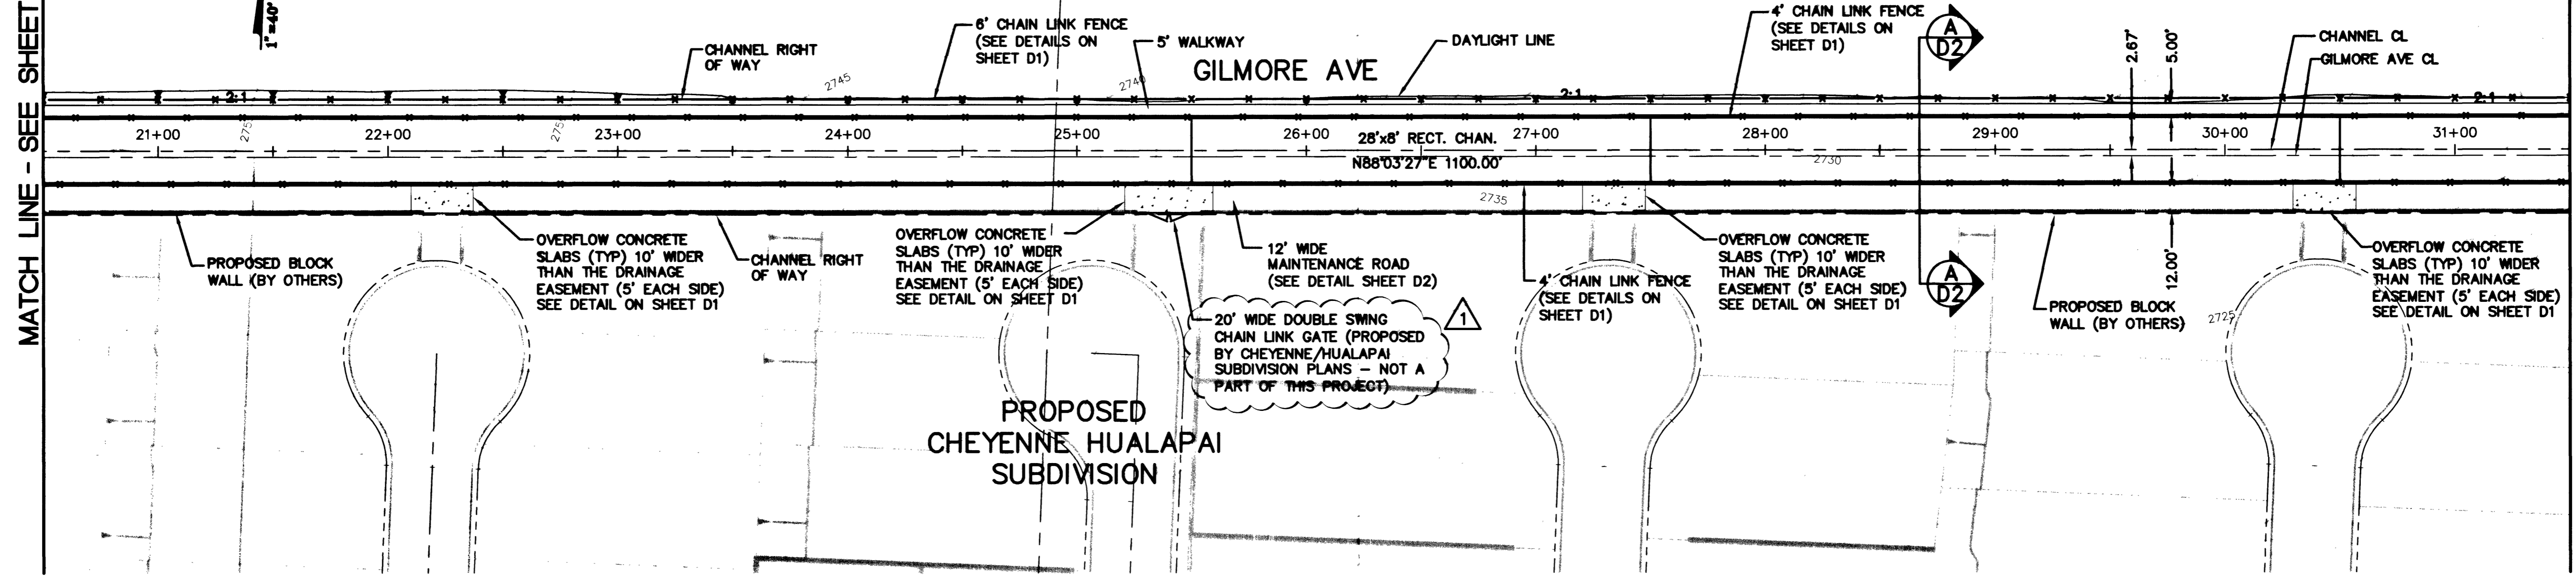 MATCH LINE - SEE SHEET
1"=40'
CHANNEL RIGHT
OF WAY
6' CHAIN LINK FENCE
(SEE DETAILS ON
SHEET D1)
5' WALKWAY
GILMORE AVE
DAYLIGHT LINE
4' CHAIN LINK FENCE
(SEE DETAILS ON
SHEET D1)
A
D2
2.67'
5.00'
CHANNEL CL
GILMORE AVE CL
2745
2740
2:1
2:1
2:1
21+00
22+00
23+00
24+00
25+00
26+00
27+00
28+00
29+00
30+00
31+00
28'x8' RECT. CHAN.
N88°03'27"E 1100.00'
2730
2735
PROPOSED BLOCK
WALL (BY OTHERS)
OVERFLOW CONCRETE
SLABS (TYP) 10' WIDER
THAN THE DRAINAGE
EASEMENT (5' EACH SIDE)
SEE DETAIL ON SHEET D1
CHANNEL RIGHT
OF WAY
OVERFLOW CONCRETE
SLABS (TYP) 10' WIDER
THAN THE DRAINAGE
EASEMENT (5' EACH SIDE)
SEE DETAIL ON SHEET D1
12' WIDE
MAINTENANCE ROAD
(SEE DETAIL SHEET D2)
4' CHAIN LINK FENCE
(SEE DETAILS ON
SHEET D1)
OVERFLOW CONCRETE
SLABS (TYP) 10' WIDER
THAN THE DRAINAGE
EASEMENT (5' EACH SIDE)
SEE DETAIL ON SHEET D1
A
D2
PROPOSED BLOCK
WALL (BY OTHERS)
12.00'
2725
OVERFLOW CONCRETE
SLABS (TYP) 10' WIDER
THAN THE DRAINAGE
EASEMENT (5' EACH SIDE)
SEE DETAIL ON SHEET D1
20' WIDE DOUBLE SWING
CHAIN LINK GATE (PROPOSED
BY CHEYENNE/HUALAPAI
SUBDIVISION PLANS - NOT A
PART OF THIS PROJECT)
1
PROPOSED
CHEYENNE HUALAPAI
SUBDIVISION